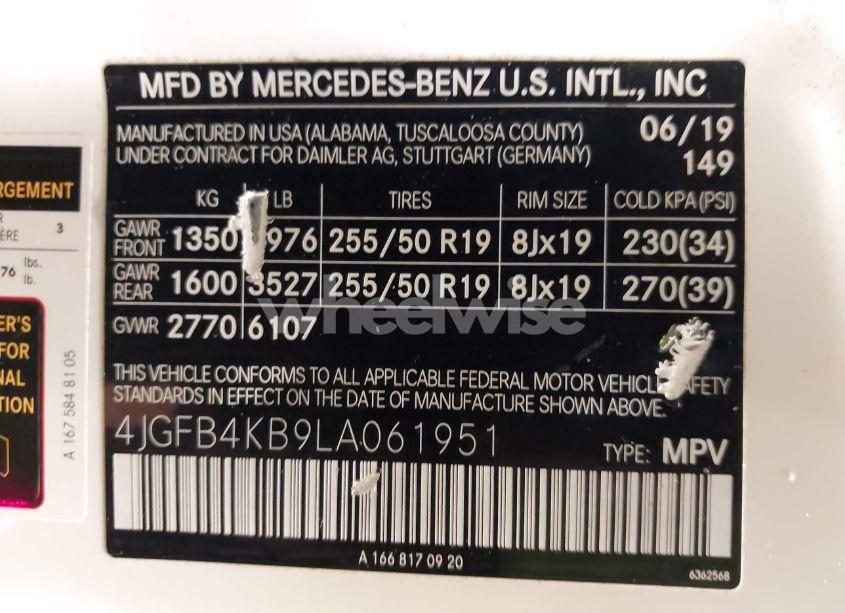 MFD BY MERCEDES-BENZ U.S. INTL., INC
MANUFACTURED IN USA (ALABAMA, TUSCALOOSA COUNTY) 06/19
UNDER CONTRACT FOR DAIMLER AG, STUTTGART (GERMANY) 149
KG LB TIRES RIM SIZE COLD KPA (PSI)
GAWR FRONT 1350 976 255/50 R19 8Jx19 230(34)
GAWR REAR 1600 3527 255/50 R19 8Jx19 270(39)
GVWR 2770 6107
THIS VEHICLE CONFORMS TO ALL APPLICABLE FEDERAL MOTOR VEHICL AFETY
STANDARDS IN EFFECT ON THE DATE OF MANUFACTURE SHOWN ABOVE.
4JGFB4KB9LA061951 TYPE: MPV
A 166 817 09 20
6362568
wheelwise
RGEMENT
R
ÈRE 3
76 lbs.
lb.
ER'S
FOR
NAL
TION
A 167 584 81 05